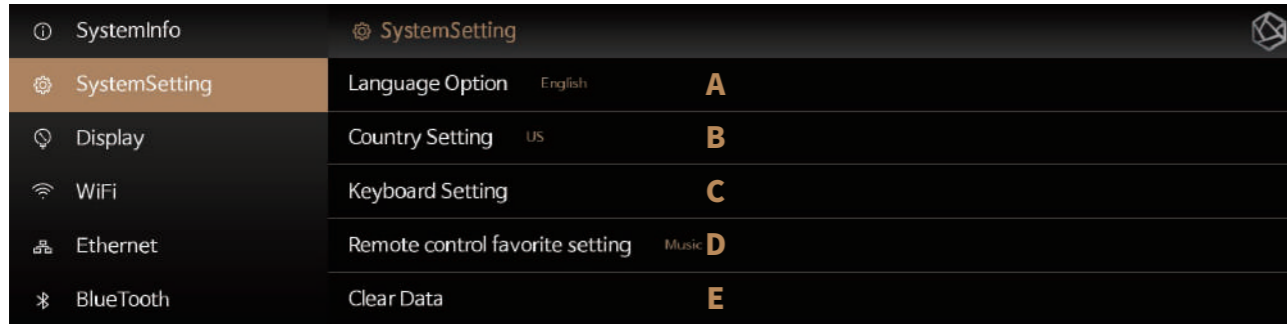 SystemInfo
SystemSetting
Display
WiFi
Ethernet
BlueTooth
SystemSetting
Language Option English A
Country Setting US B
Keyboard Setting C
Remote control favorite setting Music D
Clear Data E